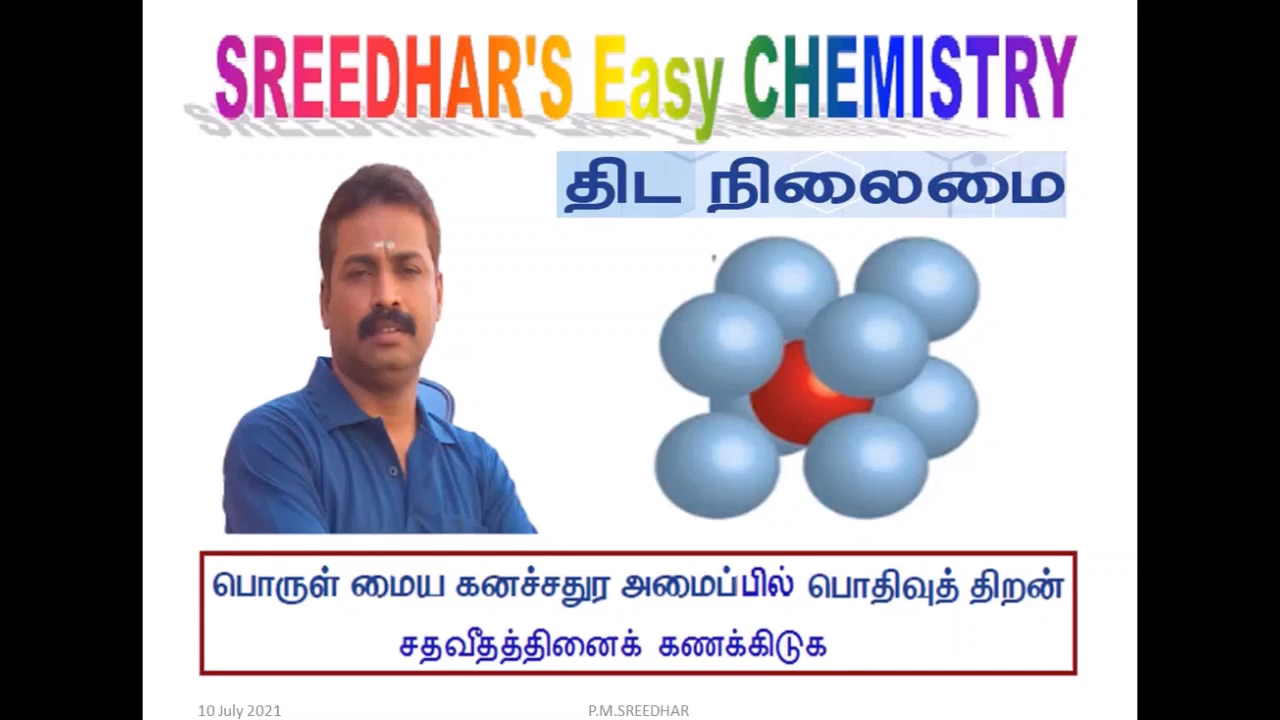 SREEDHAR'S Easy CHEMISTRY
திட நிலைமை
பொருள் மைய கனச்சதுர அமைப்பில் பொதிவுத் திறன்
சதவீதத்தினைக் கணக்கிடுக
10 July 2021
P.M.SREEDHAR